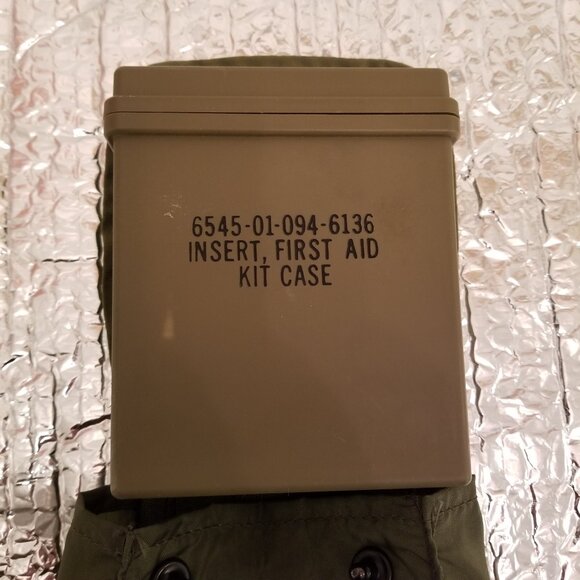 6545-01-094-6136
INSERT, FIRST AID
KIT CASE